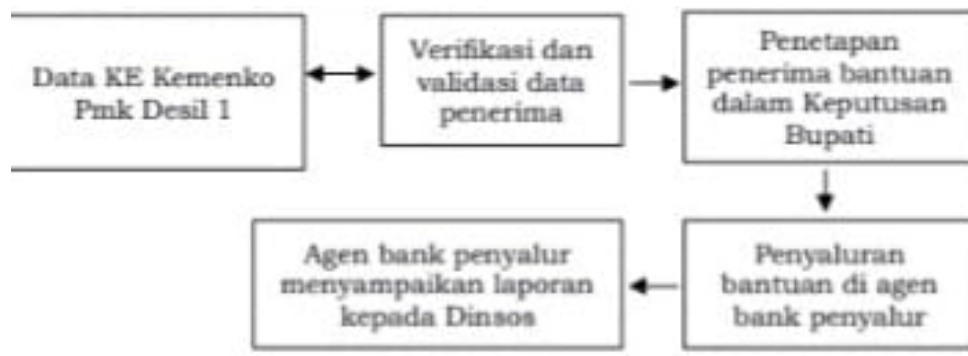 Data KE Kemenko
Pmk Desil 1
Verifikasi dan
validasi data
penerima
Penetapan
penerima bantuan
dalam Keputusan
Bupati
Penyaluran
bantuan di agen
bank penyalur
Agen bank penyalur
menyampaikan laporan
kepada Dinsos